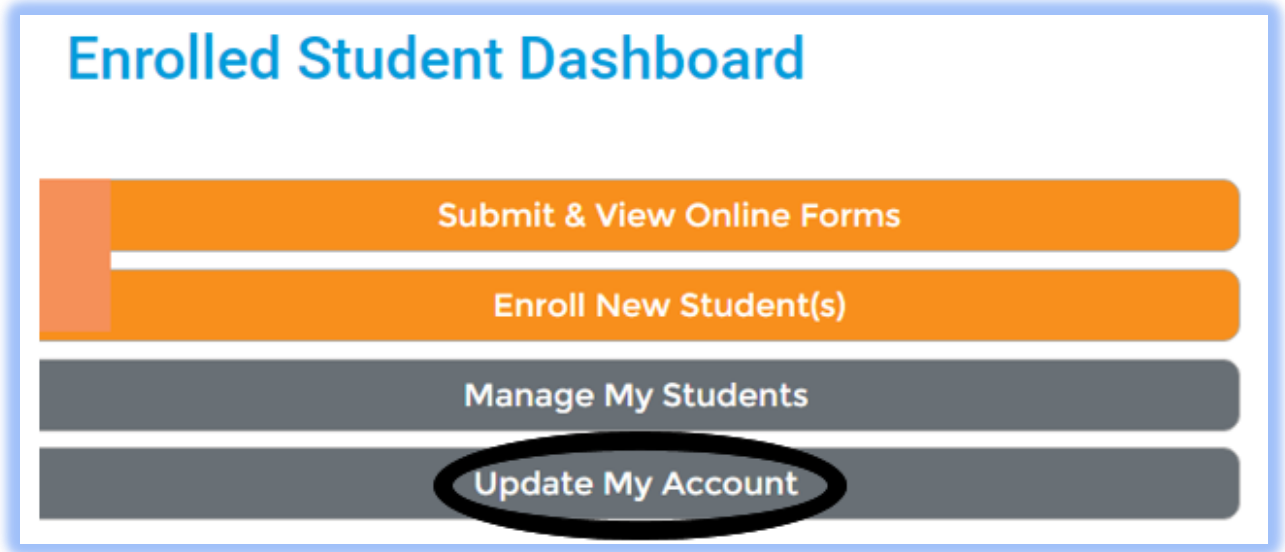 Enrolled Student Dashboard
Submit & View Online Forms
Enroll New Student(s)
Manage My Students
Update My Account